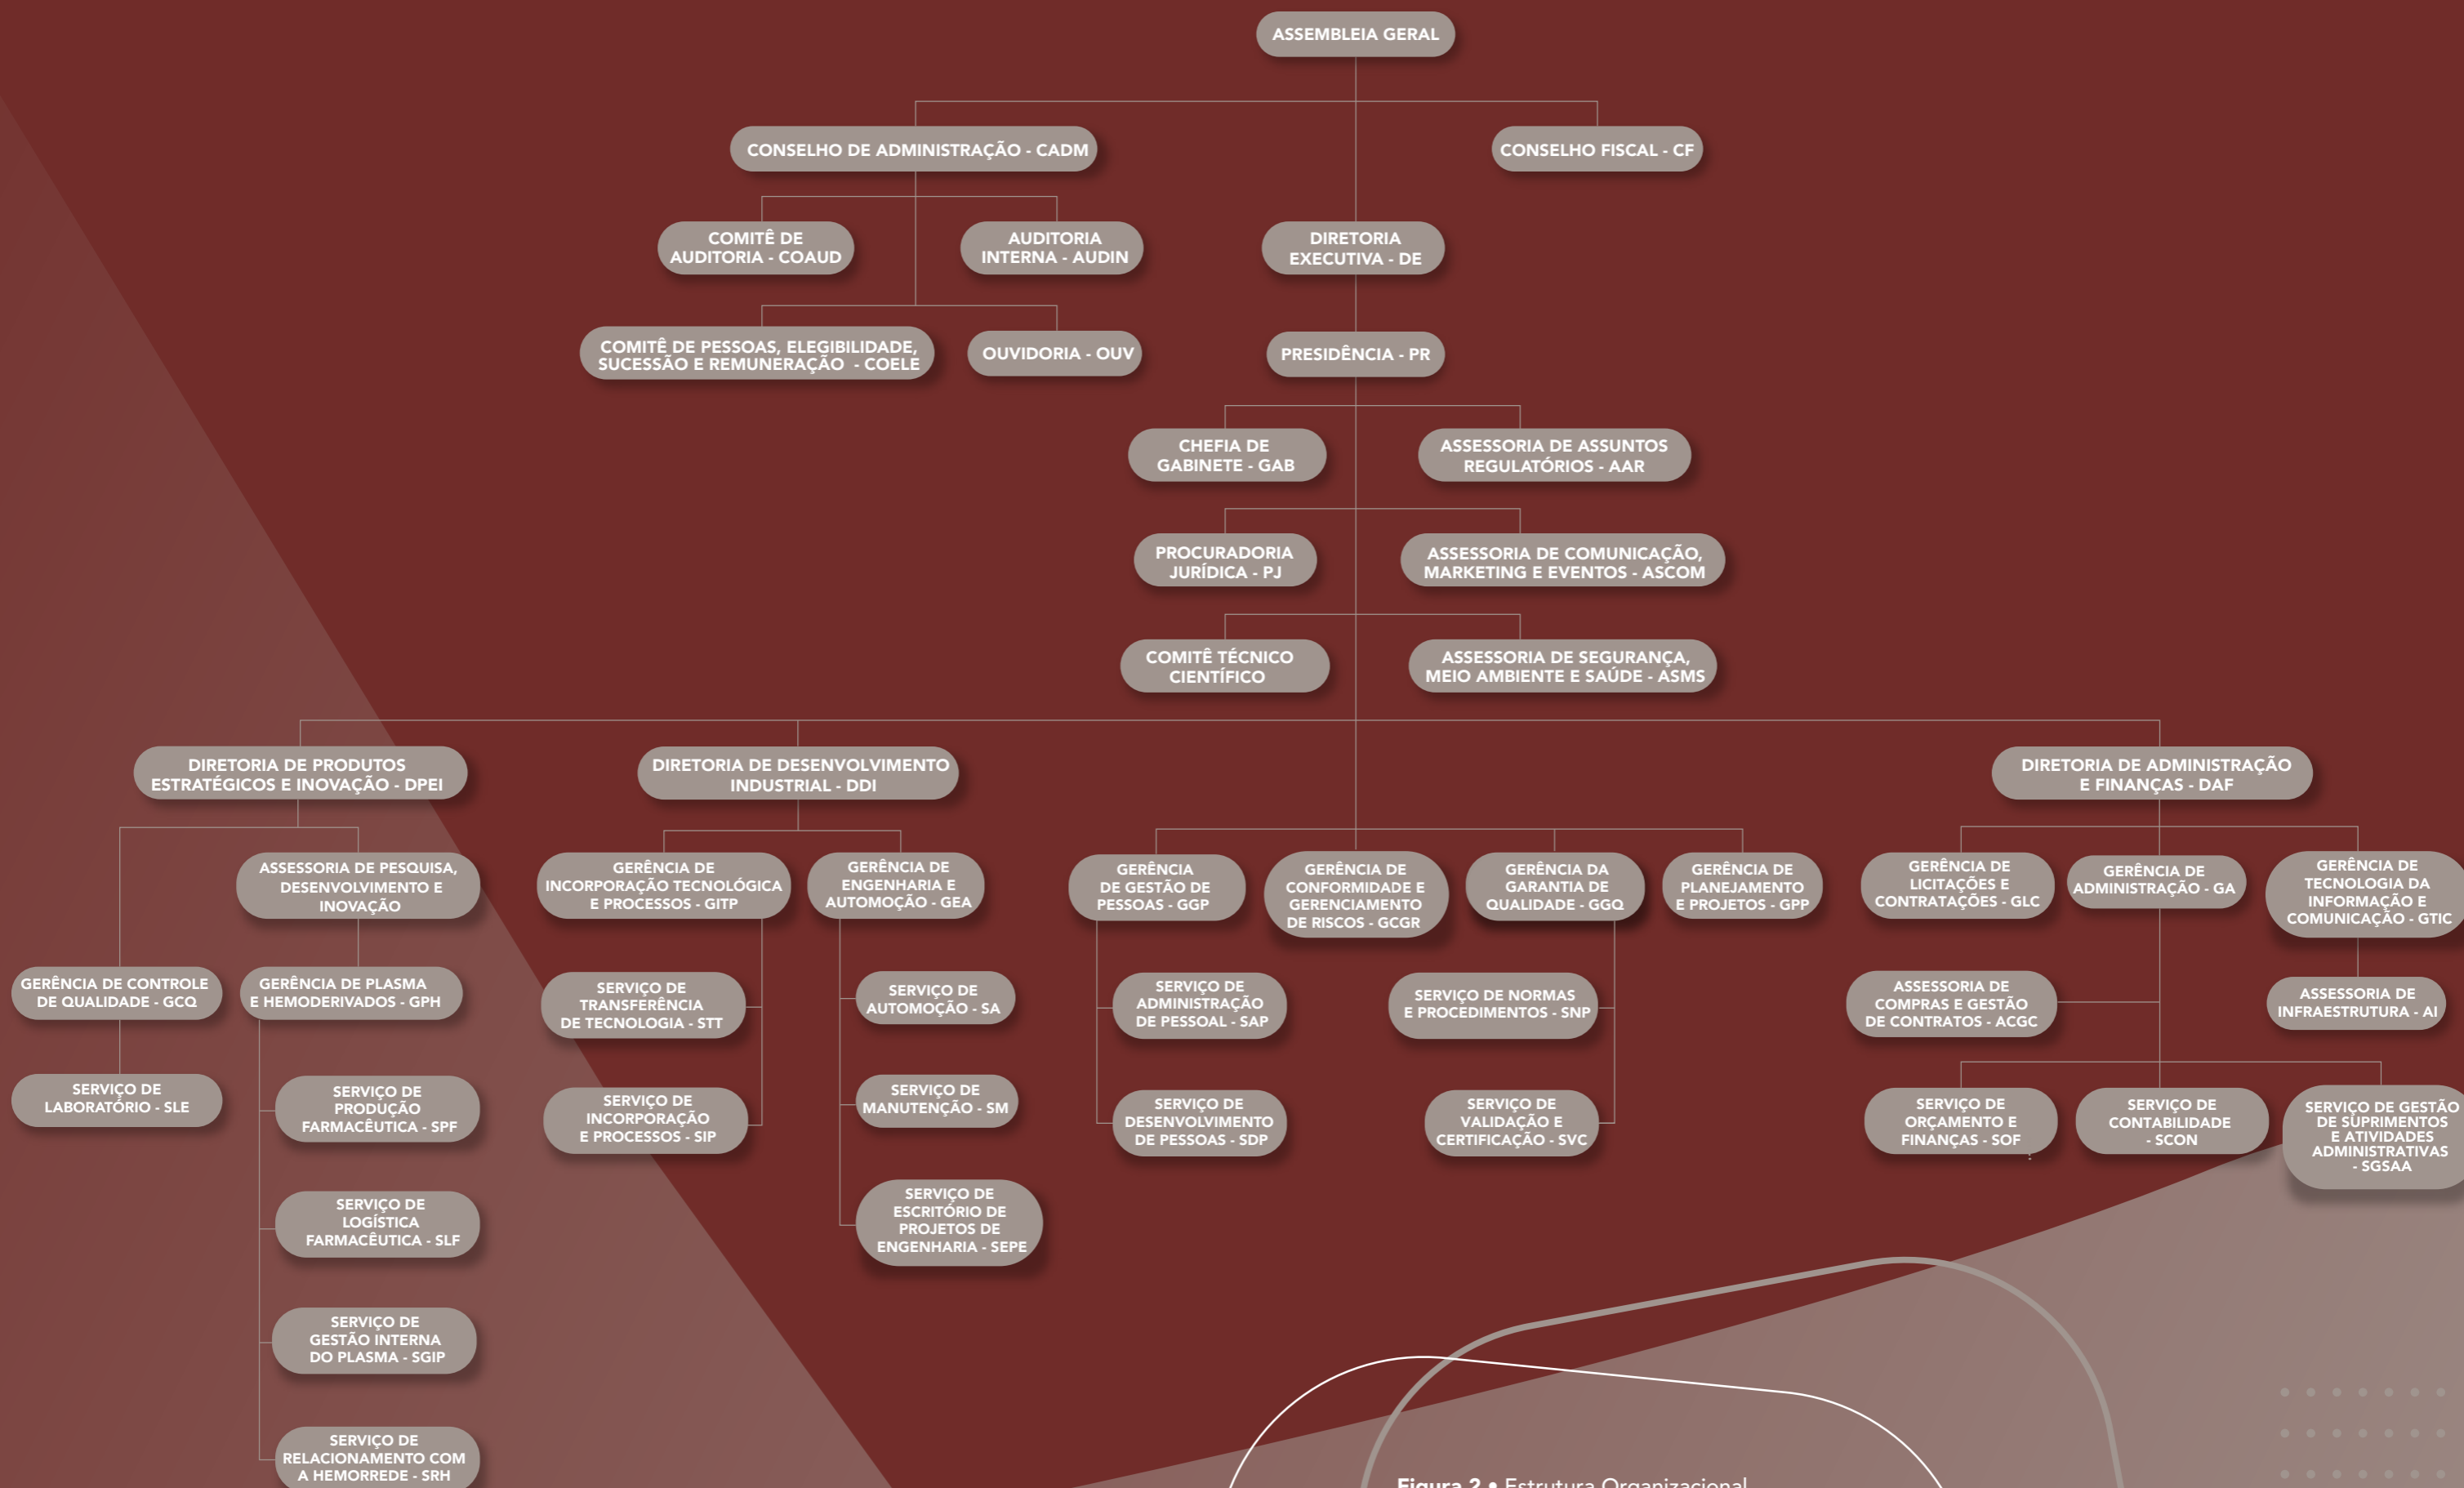 ASSEMBLEIA GERAL
CONSELHO DE ADMINISTRAÇÃO - CADM
CONSELHO FISCAL - CF
COMITÊ DE
AUDITORIA - COAUD
AUDITORIA
INTERNA - AUDIN
DIRETORIA
EXECUTIVA - DE
COMITÊ DE PESSOAS, ELEGIBILIDADE,
SUCESSÃO E REMUNERAÇÃO - COELE
OUVIDORIA - OUV
PRESIDÊNCIA - PR
CHEFIA DE
GABINETE - GAB
ASSESSORIA DE ASSUNTOS
REGULATÓRIOS - AAR
PROCURADORIA
JURÍDICA - PJ
ASSESSORIA DE COMUNICAÇÃO,
MARKETING E EVENTOS - ASCOM
COMITÊ TÉCNICO
CIENTÍFICO
ASSESSORIA DE SEGURANÇA,
MEIO AMBIENTE E SAÚDE - ASMS
DIRETORIA DE PRODUTOS
ESTRATÉGICOS E INOVAÇÃO - DPEI
DIRETORIA DE DESENVOLVIMENTO
INDUSTRIAL - DDI
DIRETORIA DE ADMINISTRAÇÃO
E FINANÇAS - DAF
ASSESSORIA DE PESQUISA,
DESENVOLVIMENTO E
INOVAÇÃO
GERÊNCIA DE
INCORPORAÇÃO TECNOLÓGICA
E PROCESSOS - GITP
GERÊNCIA DE
ENGENHARIA E
AUTOMOÇÃO - GEA
GERÊNCIA
DE GESTÃO DE
PESSOAS - GGP
GERÊNCIA DE
CONFORMIDADE E
GERENCIAMENTO
DE RISCOS - GCGR
GERÊNCIA DA
GARANTIA DE
QUALIDADE - GGQ
GERÊNCIA DE
PLANEJAMENTO
E PROJETOS - GPP
GERÊNCIA DE
LICITAÇÕES E
CONTRATAÇÕES - GLC
GERÊNCIA DE
ADMINISTRAÇÃO - GA
GERÊNCIA DE
TECNOLOGIA DA
INFORMAÇÃO E
COMUNICAÇÃO - GTIC
GERÊNCIA DE CONTROLE
DE QUALIDADE - GCQ
GERÊNCIA DE PLASMA
E HEMODERIVADOS - GPH
SERVIÇO DE
TRANSFERÊNCIA
DE TECNOLOGIA - STT
SERVIÇO DE
AUTOMOÇÃO - SA
SERVIÇO DE
ADMINISTRAÇÃO
DE PESSOAL - SAP
SERVIÇO DE NORMAS
E PROCEDIMENTOS - SNP
ASSESSORIA DE
COMPRAS E GESTÃO
DE CONTRATOS - ACGC
ASSESSORIA DE
INFRAESTRUTURA - AI
SERVIÇO DE
LABORATÓRIO - SLE
SERVIÇO DE
PRODUÇÃO
FARMACÊUTICA - SPF
SERVIÇO DE
INCORPORAÇÃO
E PROCESSOS - SIP
SERVIÇO DE
MANUTENÇÃO - SM
SERVIÇO DE
DESENVOLVIMENTO
DE PESSOAS - SDP
SERVIÇO DE
VALIDAÇÃO E
CERTIFICAÇÃO - SVC
SERVIÇO DE
ORÇAMENTO E
FINANÇAS - SOF
SERVIÇO DE
CONTABILIDADE
- SCON
SERVIÇO DE GESTÃO
DE SUPRIMENTOS
E ATIVIDADES
ADMINISTRATIVAS
- SGSAA
SERVIÇO DE
LOGÍSTICA
FARMACÊUTICA - SLF
SERVIÇO DE
ESCRITÓRIO DE
PROJETOS DE
ENGENHARIA - SEPE
SERVIÇO DE
GESTÃO INTERNA
DO PLASMA - SGIP
SERVIÇO DE
RELACIONAMENTO COM
A HEMORREDE - SRH
Figura 2 • Estrutura Organizacional